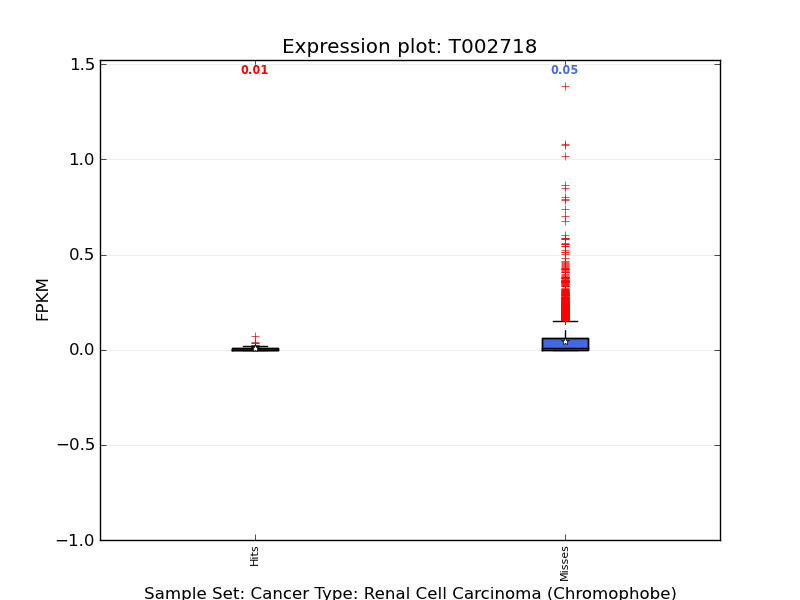 Expression plot: T002718
1.5
0.01
0.05
1.0
0.5
FPKM
0.0
−0.5
−1.0
Hits
Misses
Sample Set: Cancer Type: Renal Cell Carcinoma (Chromophobe)